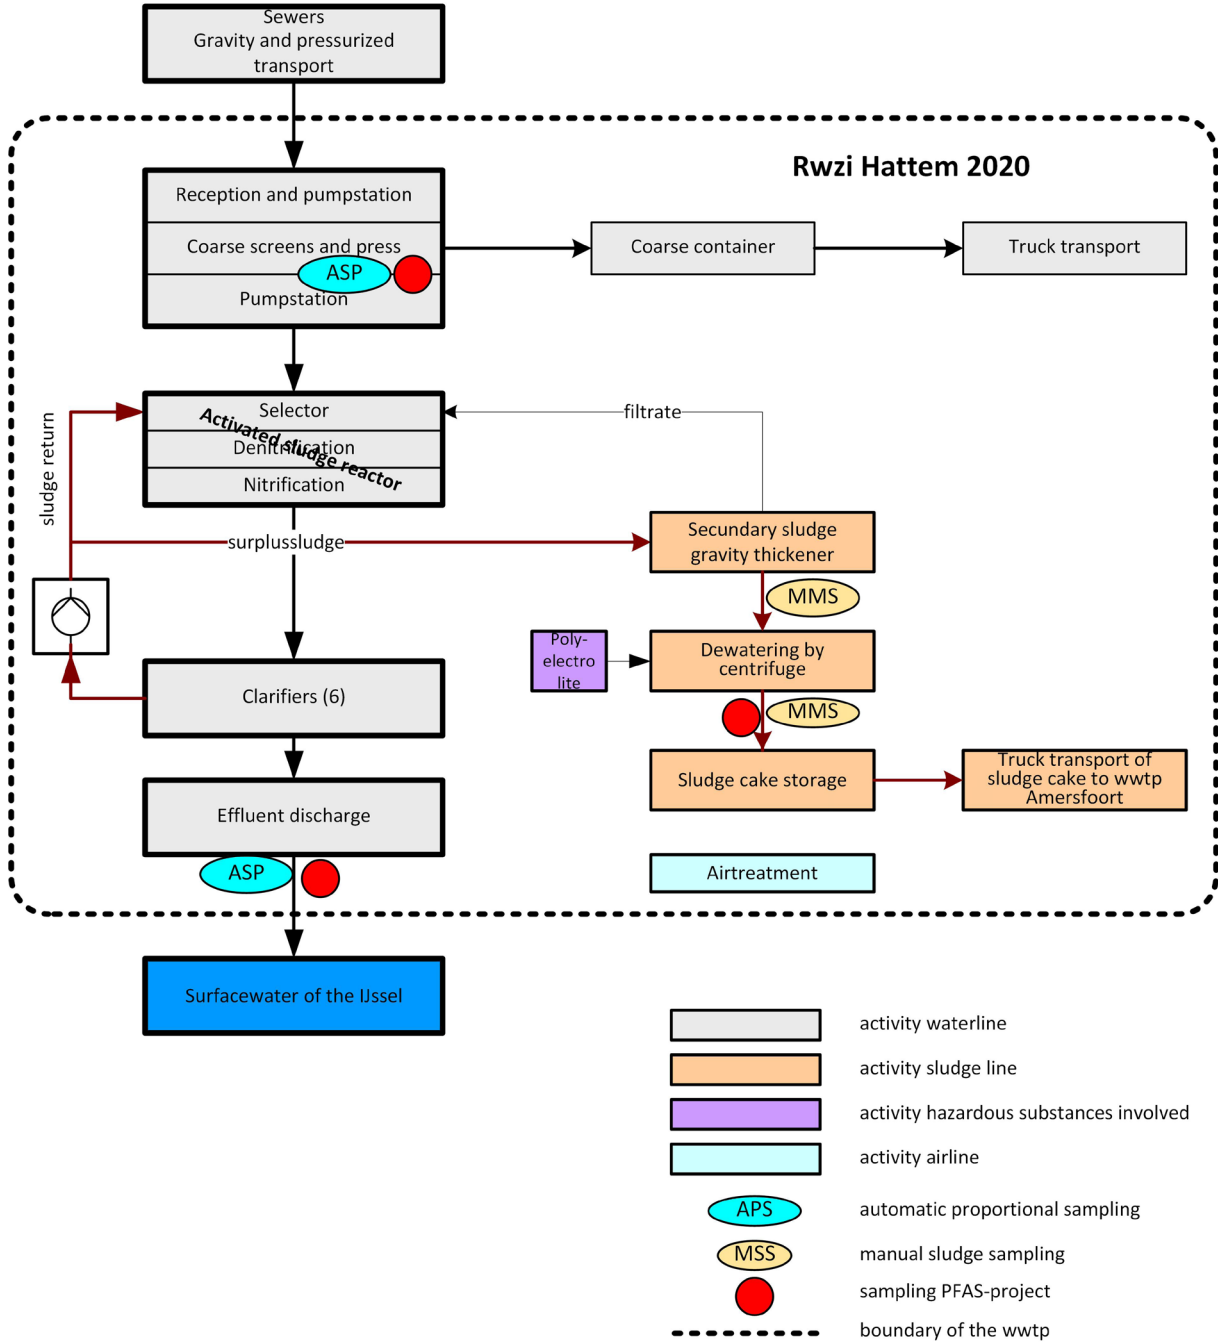 Sewers
Gravity and pressurized
transport
Rwzi Hattem 2020
Reception and pumpstation
Coarse screens and press
ASP
Pumpstation
Coarse container
Truck transport
Selector
Denitrification
Nitrification
Activated sludge reactor
filtrate
sludge return
surplussludge
Secundary sludge
gravity thickener
MMS
Poly-
electro
lite
Dewatering by
centrifuge
MMS
Clarifiers (6)
Sludge cake storage
Truck transport of
sludge cake to wwtp
Amersfoort
Effluent discharge
ASP
Airtreatment
Surfacewater of the IJssel
activity waterline
activity sludge line
activity hazardous substances involved
activity airline
APS
automatic proportional sampling
MSS
manual sludge sampling
sampling PFAS-project
boundary of the wwtp